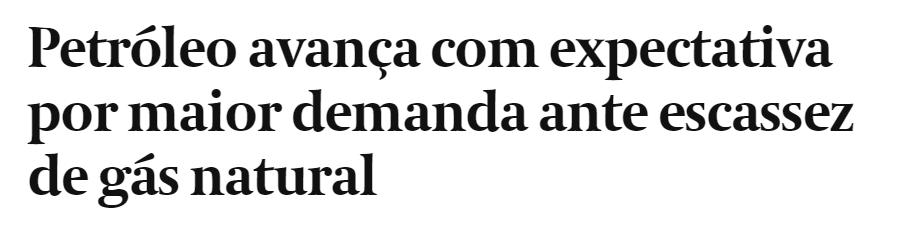 Petróleo avança com expectativa
por maior demanda ante escassez
de gás natural